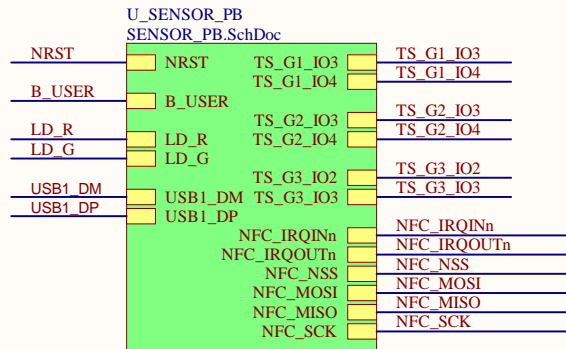 U_SENSOR_PB
SENSOR_PB.SchDoc
NRST NRST TS_G1_IO3 TS_G1_IO3
TS_G1_IO4 TS_G1_IO4
B_USER B_USER
TS_G2_IO3 TS_G2_IO3
LD_R LD_R TS_G2_IO4 TS_G2_IO4
LD_G LD_G
TS_G3_IO2 TS_G3_IO2
USB1_DM USB1_DM TS_G3_IO3 TS_G3_IO3
USB1_DP USB1_DP
NFC_IRQINn NFC_IRQINn
NFC_IRQOUTn NFC_IRQOUTn
NFC_NSS NFC_NSS
NFC_MOSI NFC_MOSI
NFC_MISO NFC_MISO
NFC_SCK NFC_SCK